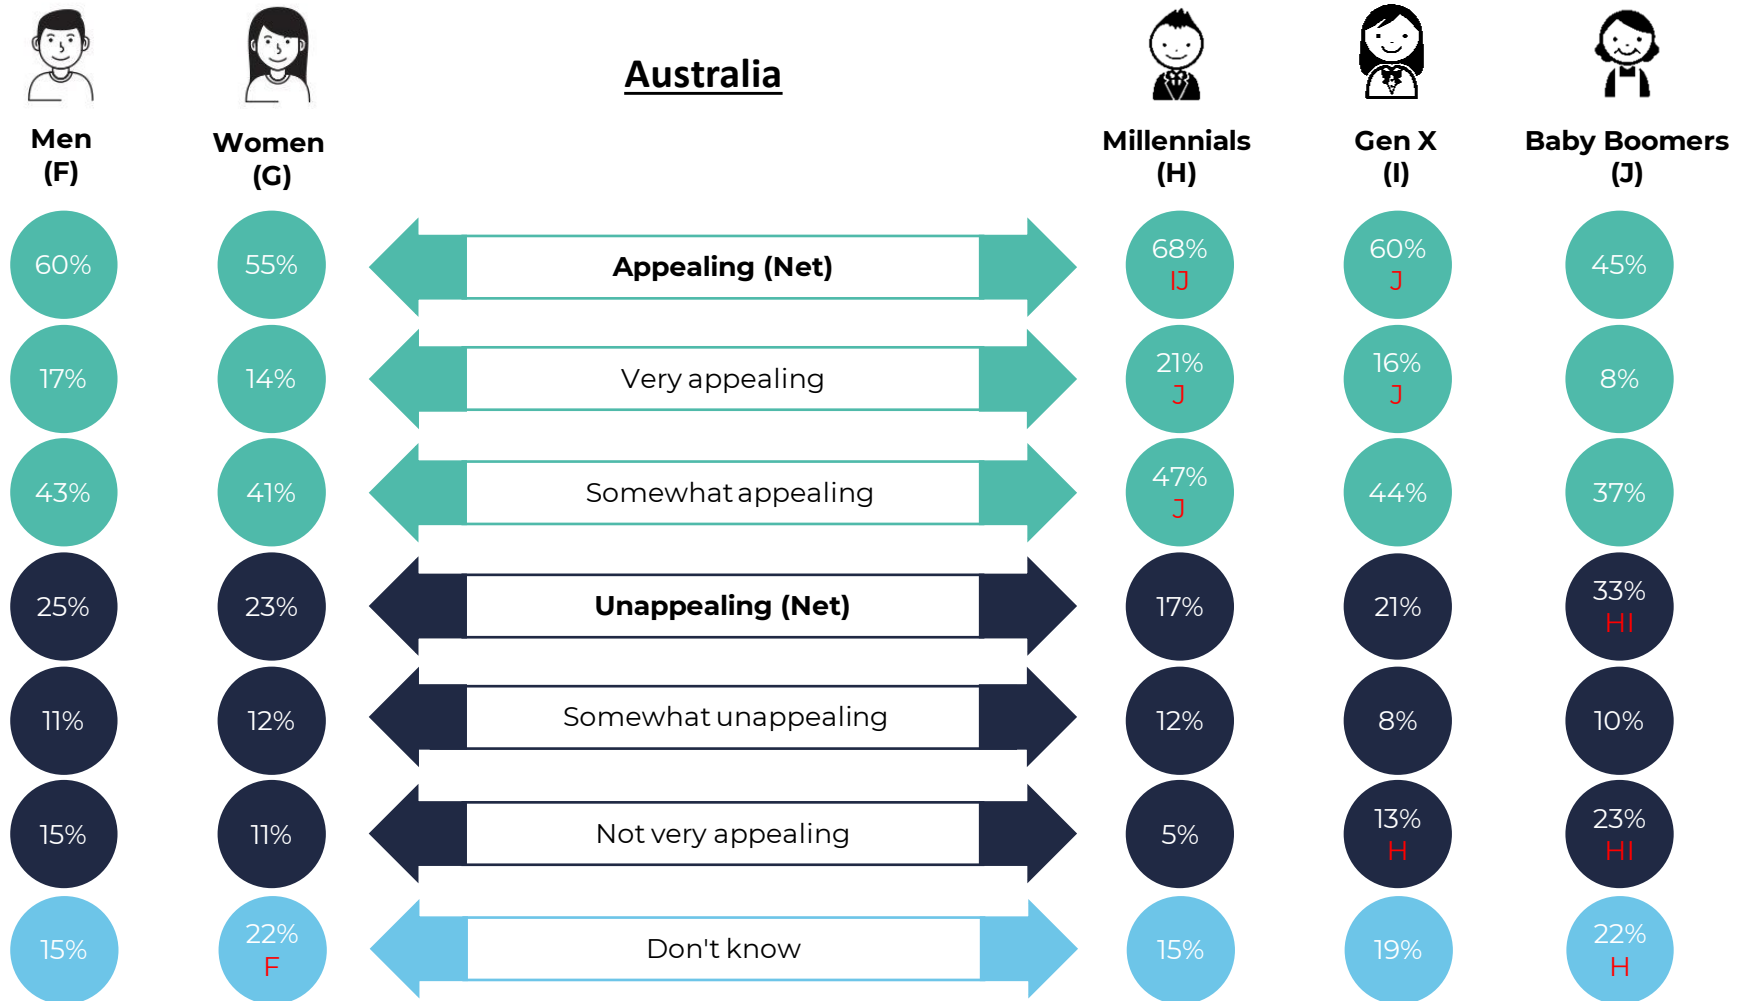 Australia
Men
(F)
Women
(G)
Millennials
(H)
Gen X
(I)
Baby Boomers
(J)
60%
55%
Appealing (Net)
68%
IJ
60%
J
45%
17%
14%
Very appealing
21%
J
16%
J
8%
43%
41%
Somewhat appealing
47%
J
44%
37%
25%
23%
Unappealing (Net)
17%
21%
33%
HI
11%
12%
Somewhat unappealing
12%
8%
10%
15%
11%
Not very appealing
5%
13%
H
23%
HI
15%
22%
F
Don't know
15%
19%
22%
H